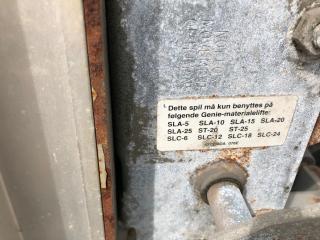 Dette spil må kun benyttes på
følgende Genie-materialelifte:
SLA-5 SLA-10 SLA-15 SLA-20
SLA-25 ST-20 ST-25
SLC-6 SLC-12 SLC-18 SLC-24